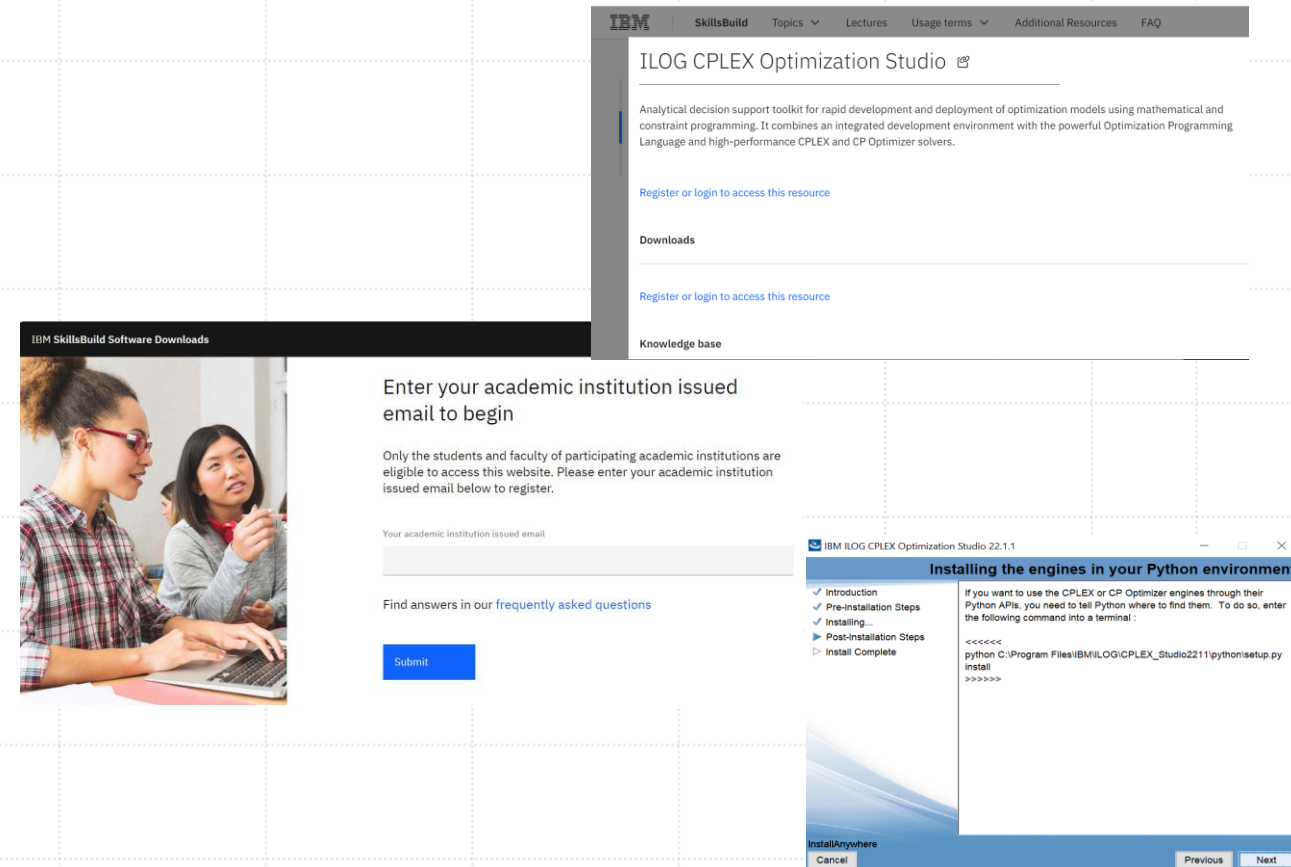 IBM SkillsBuild Topics Lectures Usage terms Additional Resources FAQ
ILOG CPLEX Optimization Studio
Analytical decision support toolkit for rapid development and deployment of optimization models using mathematical and
constraint programming. It combines an integrated development environment with the powerful Optimization Programming
Language and high-performance CPLEX and CP Optimizer solvers.
Register or login to access this resource
Downloads
Register or login to access this resource
Knowledge base
IBM SkillsBuild Software Downloads
Enter your academic institution issued
email to begin
Only the students and faculty of participating academic institutions are
eligible to access this website. Please enter your academic institution
issued email below to register.
Your academic institution issued email
Find answers in our frequently asked questions
Submit
IBM ILOG CPLEX Optimization Studio 22.1.1
Installing the engines in your Python environment
Introduction
Pre-Installation Steps
Installing...
Post-Installation Steps
Install Complete
If you want to use the CPLEX or CP Optimizer engines through their
Python APIs, you need to tell Python where to find them. To do so, enter
the following command into a terminal :
<<<<<<
python C:\Program Files\IBM\ILOG\CPLEX_Studio2211\python\setup.py
install
>>>>>>
InstallAnywhere
Cancel Previous Next